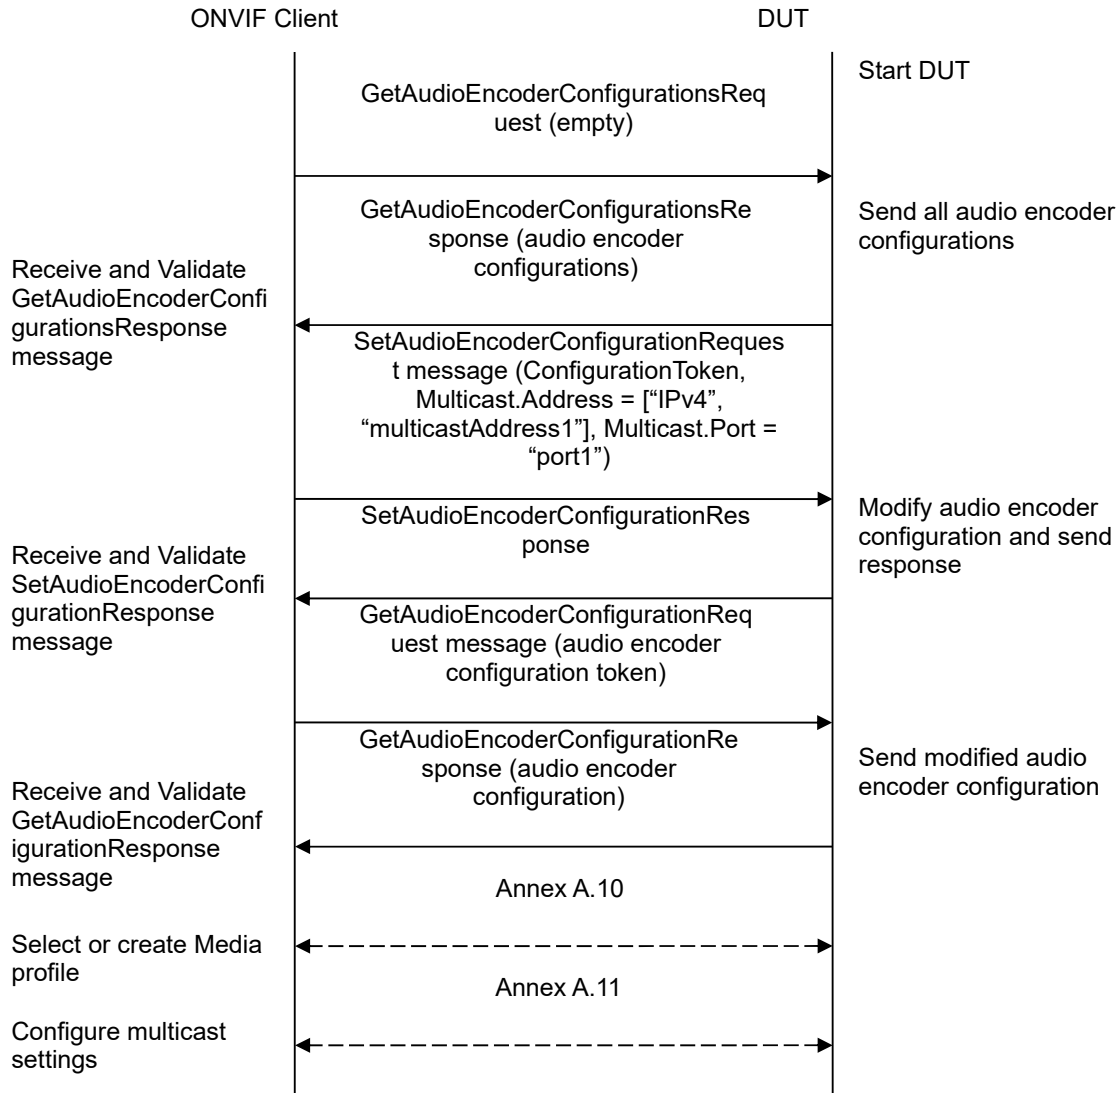 ONVIF Client
DUT
Start DUT
GetAudioEncoderConfigurationsReq
uest (empty)
GetAudioEncoderConfigurationsRe
sponse (audio encoder
configurations)
Send all audio encoder
configurations
Receive and Validate
GetAudioEncoderConfi
gurationsResponse
message
SetAudioEncoderConfigurationReques
t message (ConfigurationToken,
Multicast.Address = [“IPv4”,
“multicastAddress1”], Multicast.Port =
“port1”)
SetAudioEncoderConfigurationRes
ponse
Modify audio encoder
configuration and send
response
Receive and Validate
SetAudioEncoderConfi
gurationResponse
message
GetAudioEncoderConfigurationReq
uest message (audio encoder
configuration token)
GetAudioEncoderConfigurationRe
sponse (audio encoder
configuration)
Send modified audio
encoder configuration
Receive and Validate
GetAudioEncoderConf
igurationResponse
message
Annex A.10
Select or create Media
profile
Annex A.11
Configure multicast
settings